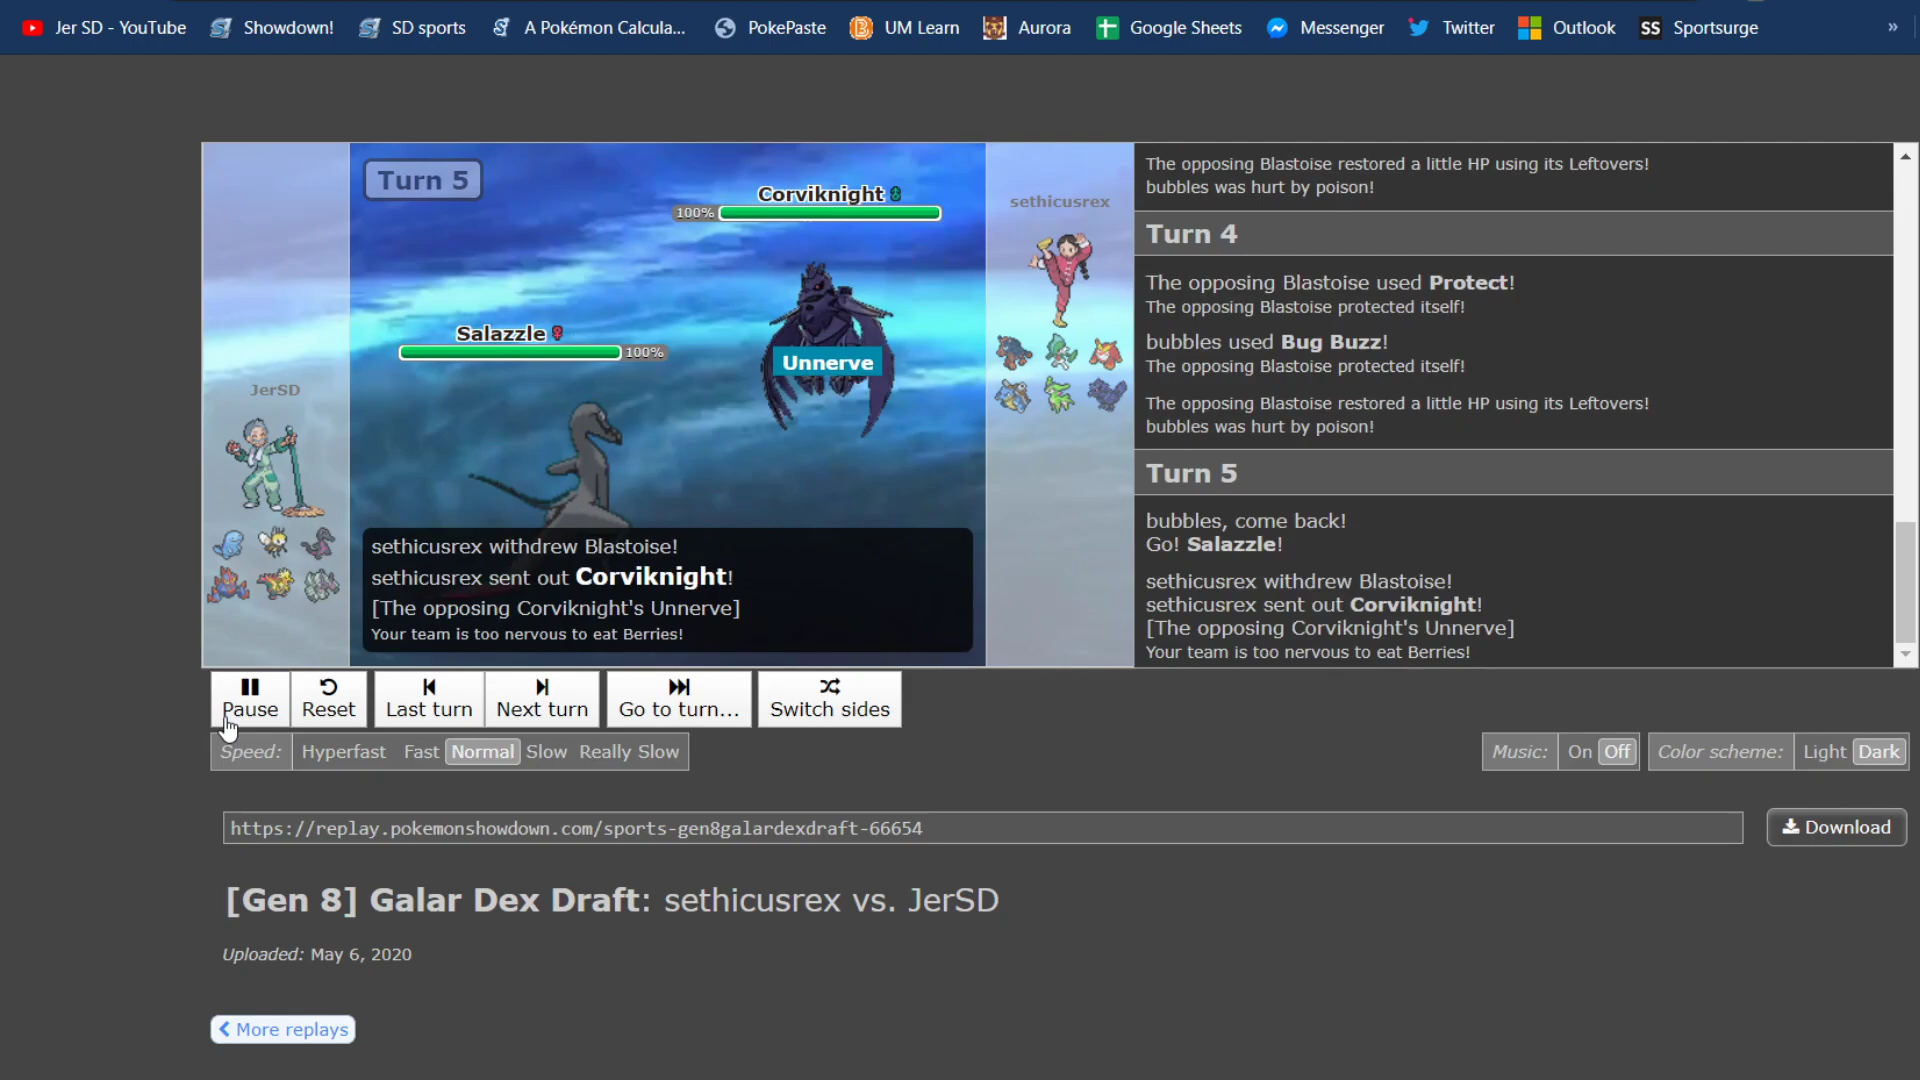 Jer SD - YouTube Showdown! SD sports A Pokémon Calcula... PokePaste UM Learn Aurora Google Sheets Messenger Twitter Outlook SS Sportsurge »
Turn 5
Corviknight
100%
Unnerve
Salazzle
100%
JerSD
sethicusrex
sethicusrex withdrew Blastoise!
sethicusrex sent out Corviknight!
[The opposing Corviknight's Unnerve]
Your team is too nervous to eat Berries!
The opposing Blastoise restored a little HP using its Leftovers!
bubbles was hurt by poison!
Turn 4
The opposing Blastoise used Protect!
The opposing Blastoise protected itself!
bubbles used Bug Buzz!
The opposing Blastoise protected itself!
The opposing Blastoise restored a little HP using its Leftovers!
bubbles was hurt by poison!
Turn 5
bubbles, come back!
Go! Salazzle!
sethicusrex withdrew Blastoise!
sethicusrex sent out Corviknight!
[The opposing Corviknight's Unnerve]
Your team is too nervous to eat Berries!
Pause Reset Last turn Next turn Go to turn... Switch sides
Speed: Hyperfast Fast Normal Slow Really Slow
Music: On Off Color scheme: Light Dark
https://replay.pokemonshowdown.com/sports-gen8galardexdraft-66654
Download
[Gen 8] Galar Dex Draft: sethicusrex vs. JerSD
Uploaded: May 6, 2020
More replays